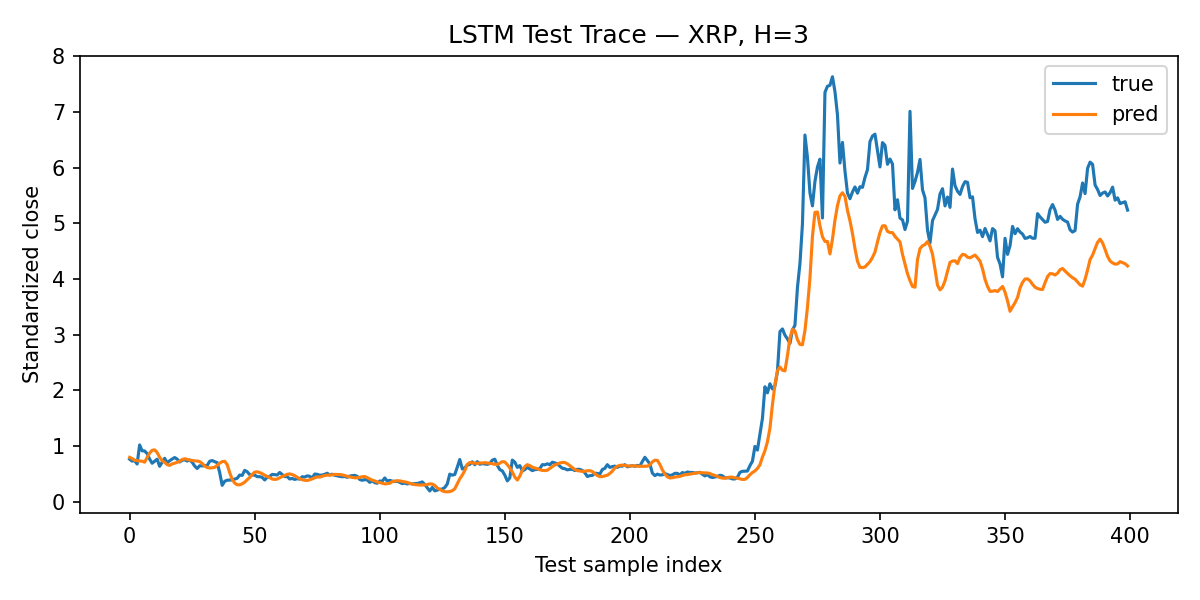 LSTM Test Trace — XRP, H=3
8
7
6
5
4
3
2
1
0
Standardized close
true
pred
0 50 100 150 200 250 300 350 400
Test sample index